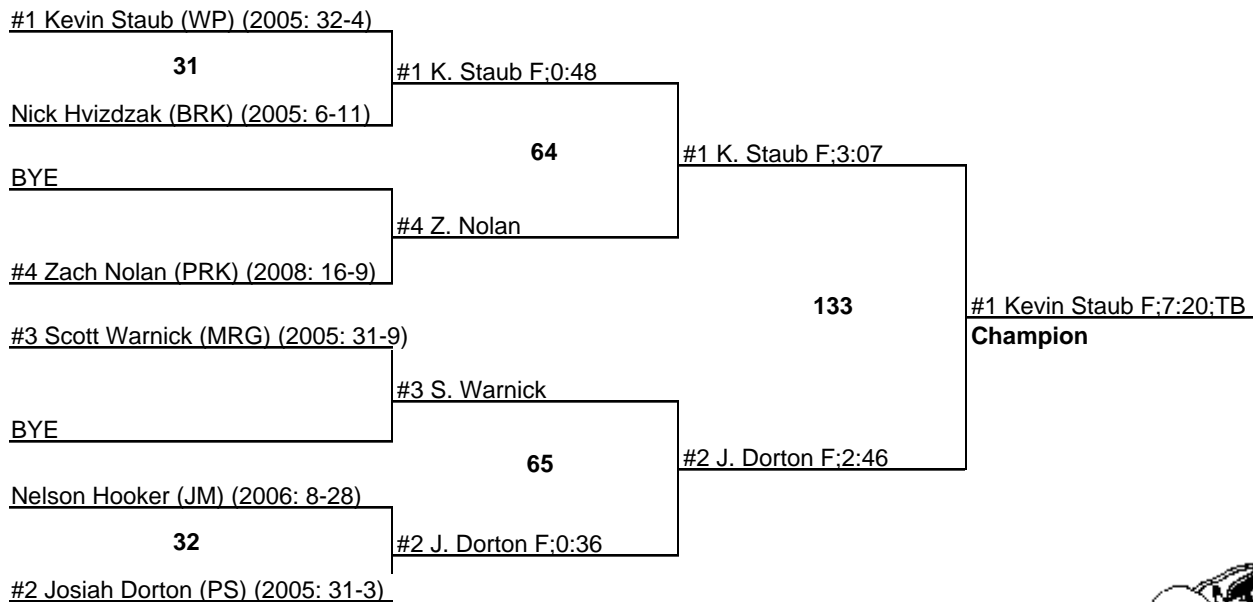 #1 Kevin Staub (WP) (2005: 32-4)
31
#1 K. Staub F;0:48
Nick Hvizdzak (BRK) (2005: 6-11)
64
#1 K. Staub F;3:07
BYE
#4 Z. Nolan
#4 Zach Nolan (PRK) (2008: 16-9)
133
#1 Kevin Staub F;7:20;TB
Champion
#3 Scott Warnick (MRG) (2005: 31-9)
#3 S. Warnick
BYE
65
#2 J. Dorton F;2:46
Nelson Hooker (JM) (2006: 8-28)
32
#2 J. Dorton F;0:36
#2 Josiah Dorton (PS) (2005: 31-3)